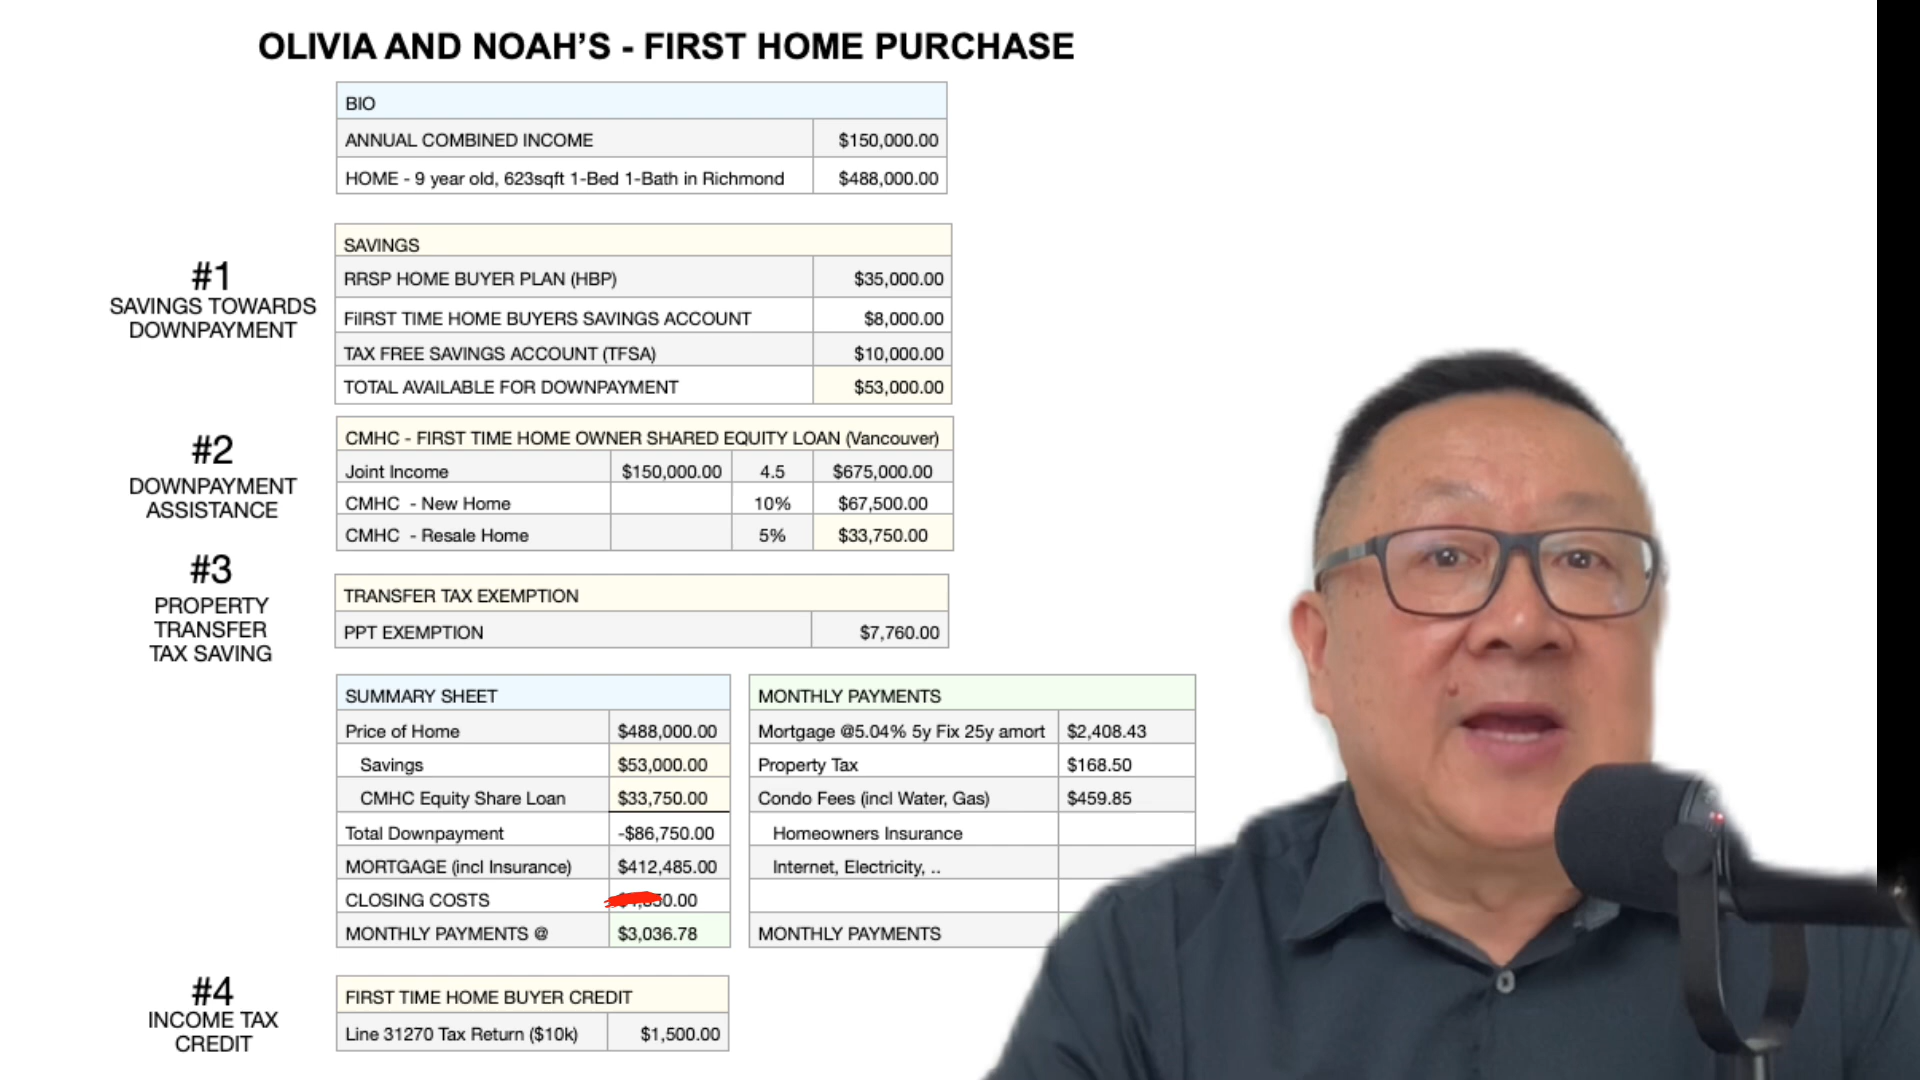 OLIVIA AND NOAH’S - FIRST HOME PURCHASE
BIO
ANNUAL COMBINED INCOME $150,000.00
HOME - 9 year old, 623sqft 1-Bed 1-Bath in Richmond $488,000.00
#1
SAVINGS TOWARDS
DOWNPAYMENT
SAVINGS
RRSP HOME BUYER PLAN (HBP) $35,000.00
FiIRST TIME HOME BUYERS SAVINGS ACCOUNT $8,000.00
TAX FREE SAVINGS ACCOUNT (TFSA) $10,000.00
TOTAL AVAILABLE FOR DOWNPAYMENT $53,000.00
#2
DOWNPAYMENT
ASSISTANCE
CMHC - FIRST TIME HOME OWNER SHARED EQUITY LOAN (Vancouver)
Joint Income $150,000.00 4.5 $675,000.00
CMHC - New Home 10% $67,500.00
CMHC - Resale Home 5% $33,750.00
#3
PROPERTY
TRANSFER
TAX SAVING
TRANSFER TAX EXEMPTION
PPT EXEMPTION $7,760.00
SUMMARY SHEET
Price of Home $488,000.00
Savings $53,000.00
CMHC Equity Share Loan $33,750.00
Total Downpayment -$86,750.00
MORTGAGE (incl Insurance) $412,485.00
CLOSING COSTS
MONTHLY PAYMENTS @ $3,036.78
MONTHLY PAYMENTS
Mortgage @5.04% 5y Fix 25y amort $2,408.43
Property Tax $168.50
Condo Fees (incl Water, Gas) $459.85
Homeowners Insurance
Internet, Electricity, ..
MONTHLY PAYMENTS
#4
INCOME TAX
CREDIT
FIRST TIME HOME BUYER CREDIT
Line 31270 Tax Return ($10k) $1,500.00